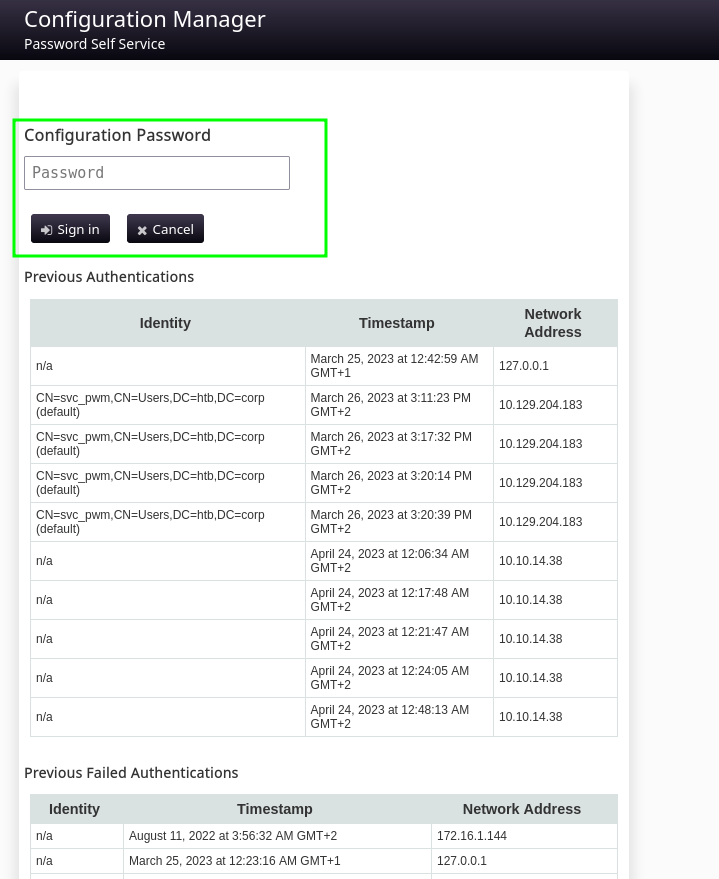 Configuration Manager
Password Self Service
Configuration Password
Password
Sign in Cancel
Previous Authentications
Identity Timestamp Network
Address
n/a March 25, 2023 at 12:42:59 AM
GMT+1 127.0.0.1
CN=svc_pwm,CN=Users,DC=htb,DC=corp
(default) March 26, 2023 at 3:11:23 PM
GMT+2 10.129.204.183
CN=svc_pwm,CN=Users,DC=htb,DC=corp
(default) March 26, 2023 at 3:17:32 PM
GMT+2 10.129.204.183
CN=svc_pwm,CN=Users,DC=htb,DC=corp
(default) March 26, 2023 at 3:20:14 PM
GMT+2 10.129.204.183
CN=svc_pwm,CN=Users,DC=htb,DC=corp
(default) March 26, 2023 at 3:20:39 PM
GMT+2 10.129.204.183
n/a April 24, 2023 at 12:06:34 AM
GMT+2 10.10.14.38
n/a April 24, 2023 at 12:17:48 AM
GMT+2 10.10.14.38
n/a April 24, 2023 at 12:21:47 AM
GMT+2 10.10.14.38
n/a April 24, 2023 at 12:24:05 AM
GMT+2 10.10.14.38
n/a April 24, 2023 at 12:48:13 AM
GMT+2 10.10.14.38
Previous Failed Authentications
Identity Timestamp Network Address
n/a August 11, 2022 at 3:56:32 AM GMT+2 172.16.1.144
n/a March 25, 2023 at 12:23:16 AM GMT+1 127.0.0.1